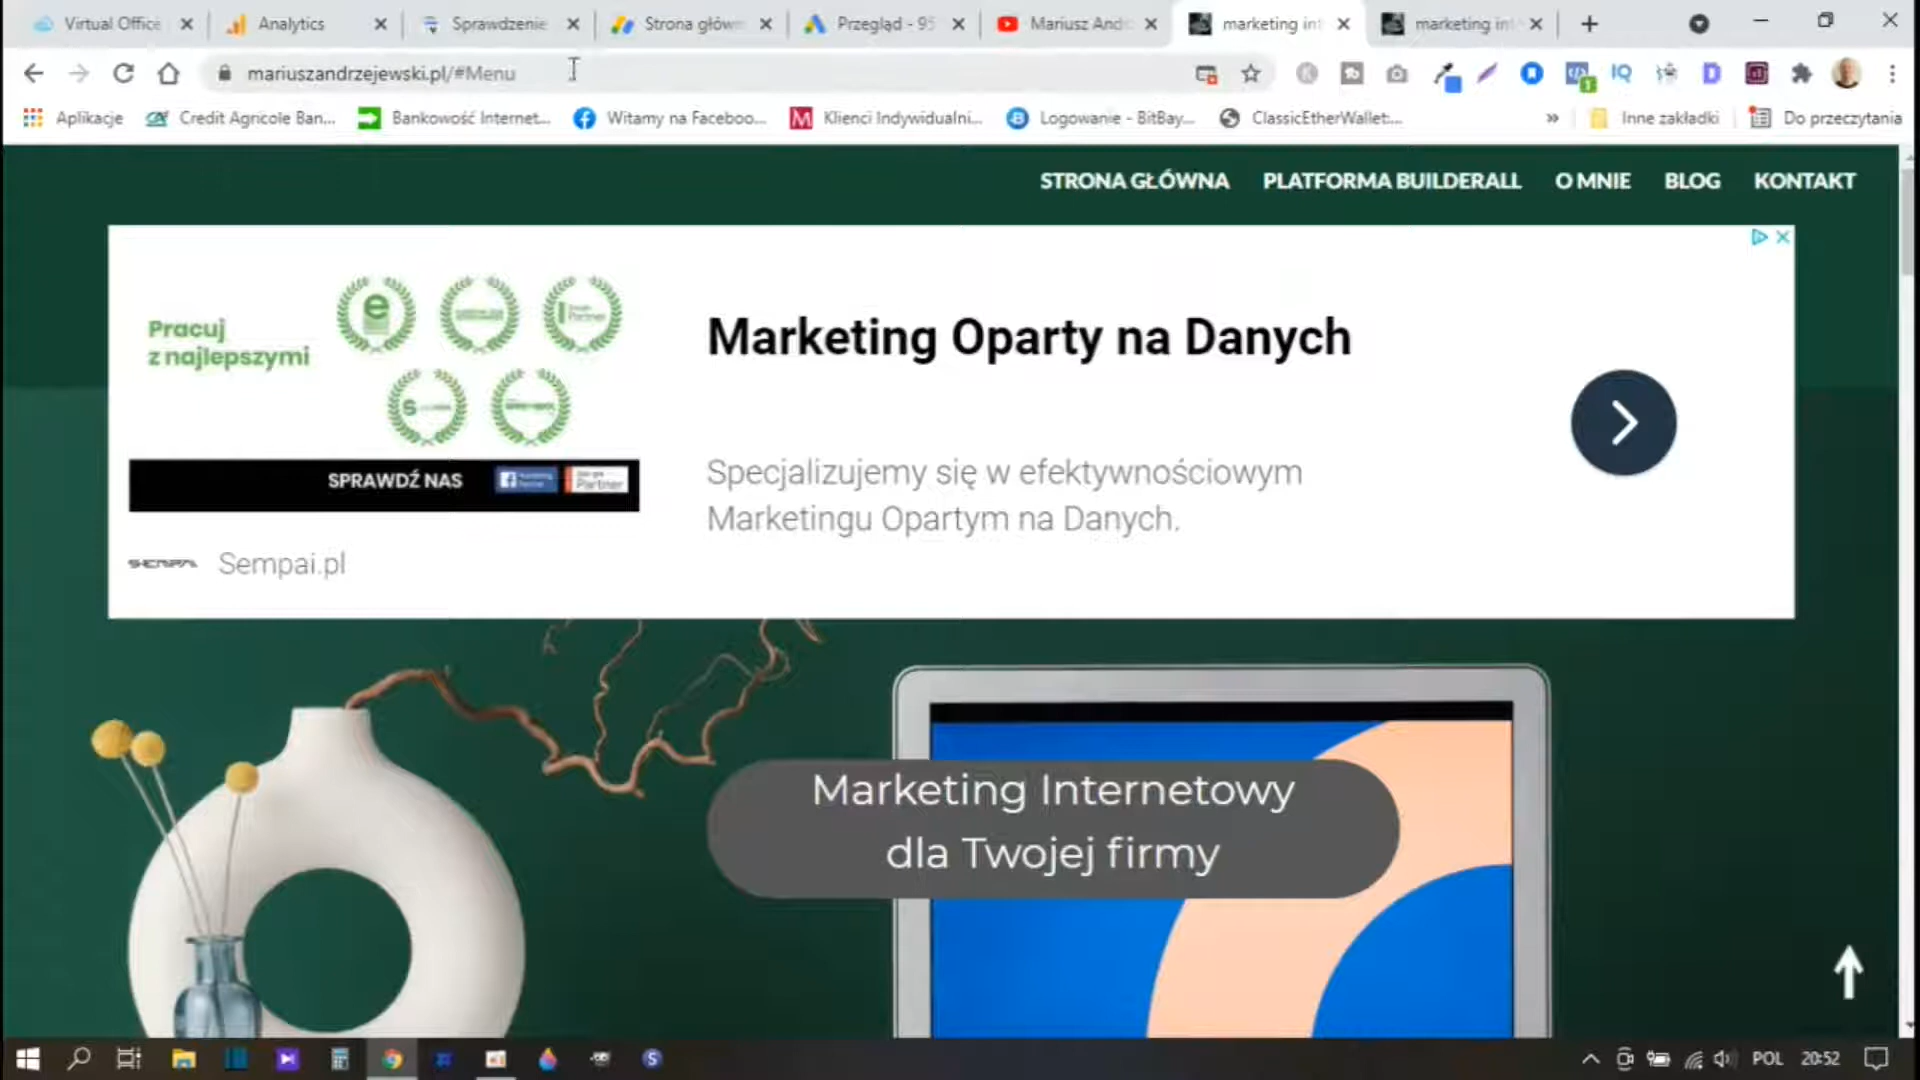 Virtual Office
Analytics
Sprawdzenie
Strona główn
Przegląd - 95
Mariusz And
marketing int
marketing int
mariuszandrzejewski.pl/#Menu
Aplikacje
Credit Agricole Ban...
Bankowość Internet...
Witamy na Faceboo...
Klienci Indywidualni...
Logowanie - BitBay...
ClassicEtherWallet:...
»
Inne zakładki
Do przeczytania
STRONA GŁÓWNA
PLATFORMA BUILDERALL
O MNIE
BLOG
KONTAKT
Pracuj
z najlepszymi
Marketing Oparty na Danych
Specjalizujemy się w efektywnościowym
Marketingu Opartym na Danych.
SPRAWDŹ NAS
Partner
SEMPAI
Sempai.pl
Marketing Internetowy
dla Twojej firmy
POL
20:52